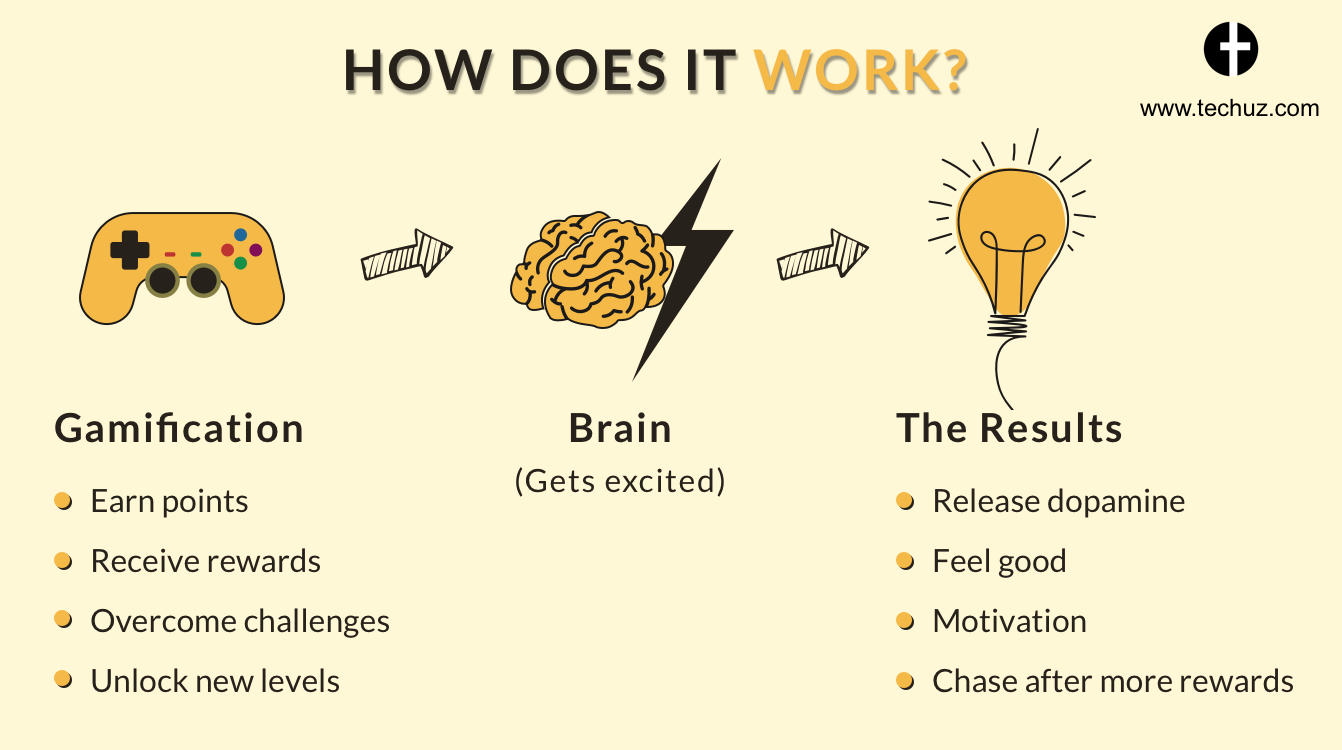 HOW DOES IT WORK?
www.techuz.com
Gamification
Earn points
Receive rewards
Overcome challenges
Unlock new levels
Brain
(Gets excited)
The Results
Release dopamine
Feel good
Motivation
Chase after more rewards